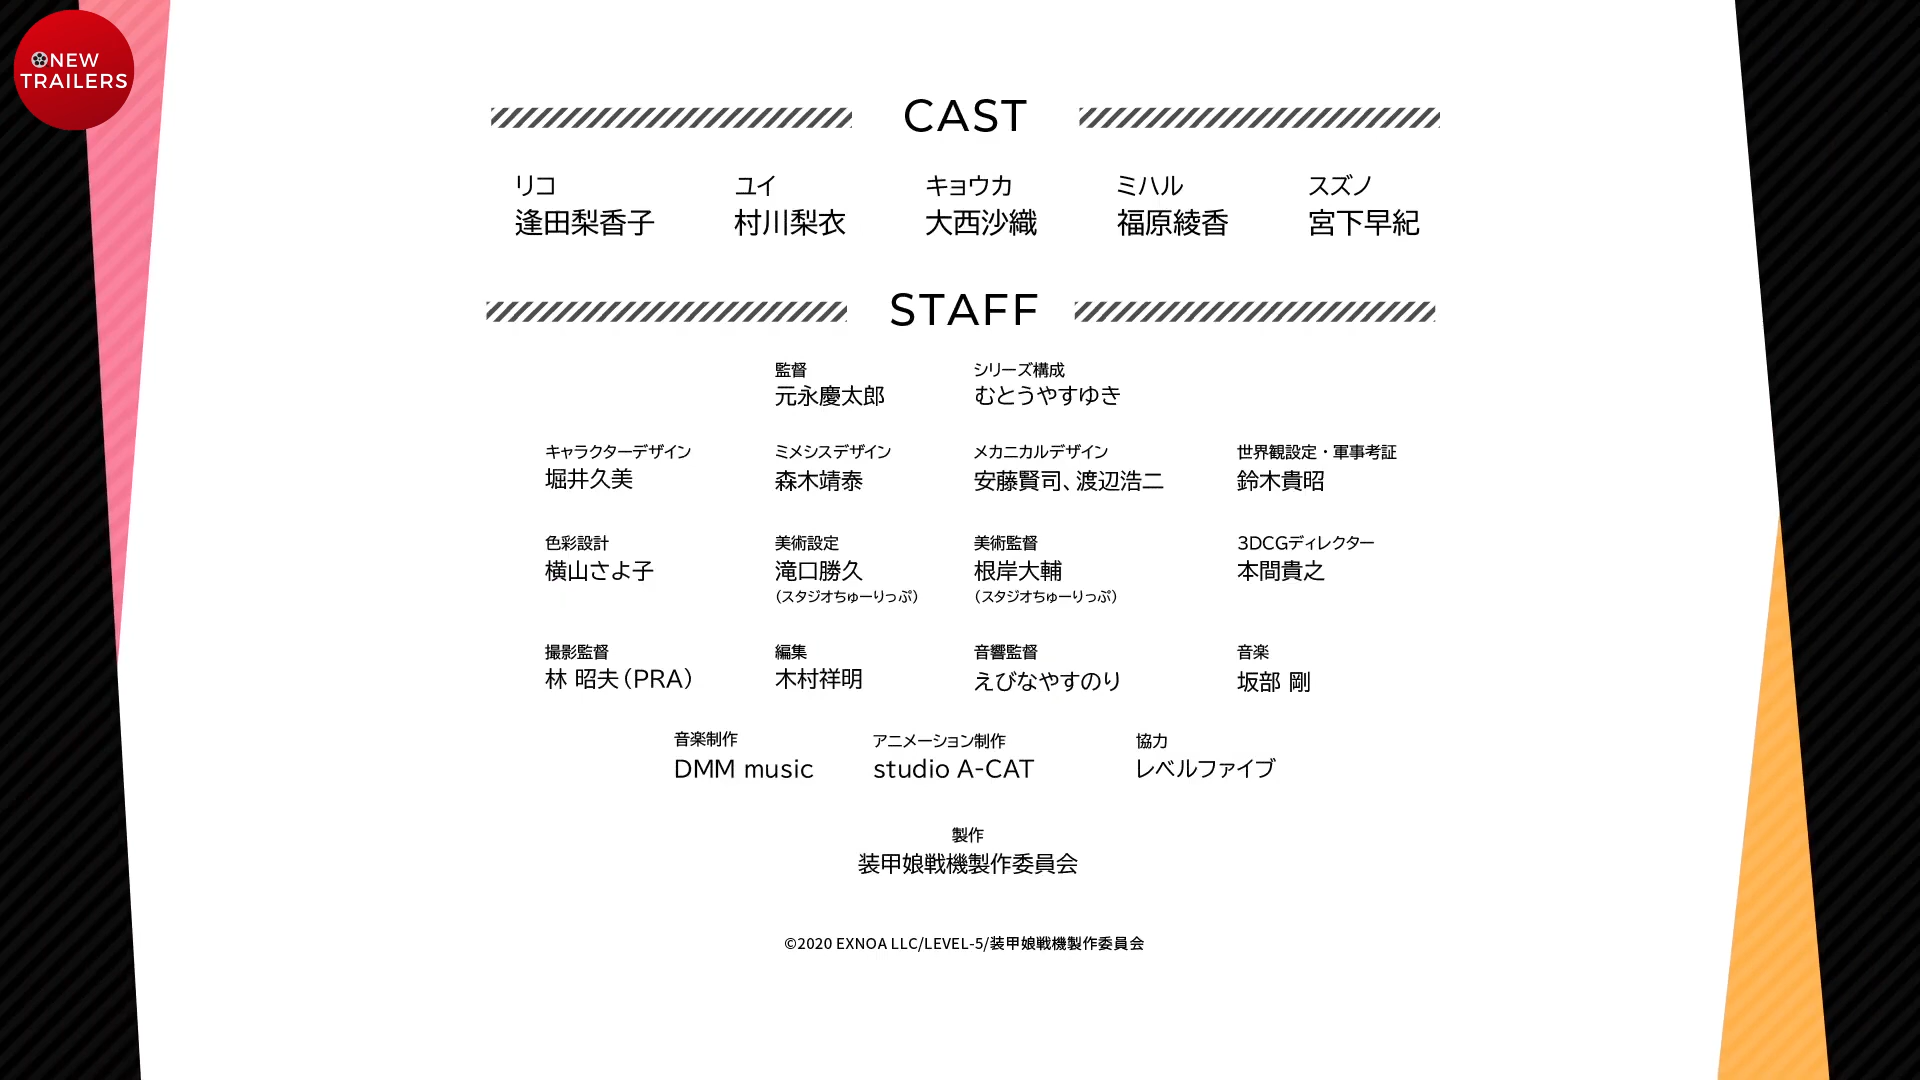 NEW
TRAILERS
CAST
リコ ユイ キョウカ ミハル スズノ
逢田梨香子 村川梨衣 大西沙織 福原綾香 宮下早紀
STAFF
監督 シリーズ構成
元永慶太郎 むとうやすゆき
キャラクターデザイン ミメシスデザイン メカニカルデザイン 世界観設定・軍事考証
堀井久美 森木靖泰 安藤賢司、渡辺浩二 鈴木貴昭
色彩設計 美術設定 美術監督 3DCGディレクター
横山さよ子 滝口勝久 根岸大輔 本間貴之
（スタジオちゅーりっぷ） （スタジオちゅーりっぷ）
撮影監督 編集 音響監督 音楽
林 昭夫（PRA） 木村祥明 えびなやすのり 坂部 剛
音楽制作 アニメーション制作 協力
DMM music studio A-CAT レベルファイブ
製作
装甲娘戦機製作委員会
©2020 EXNOA LLC/LEVEL-5/装甲娘戦機製作委員会